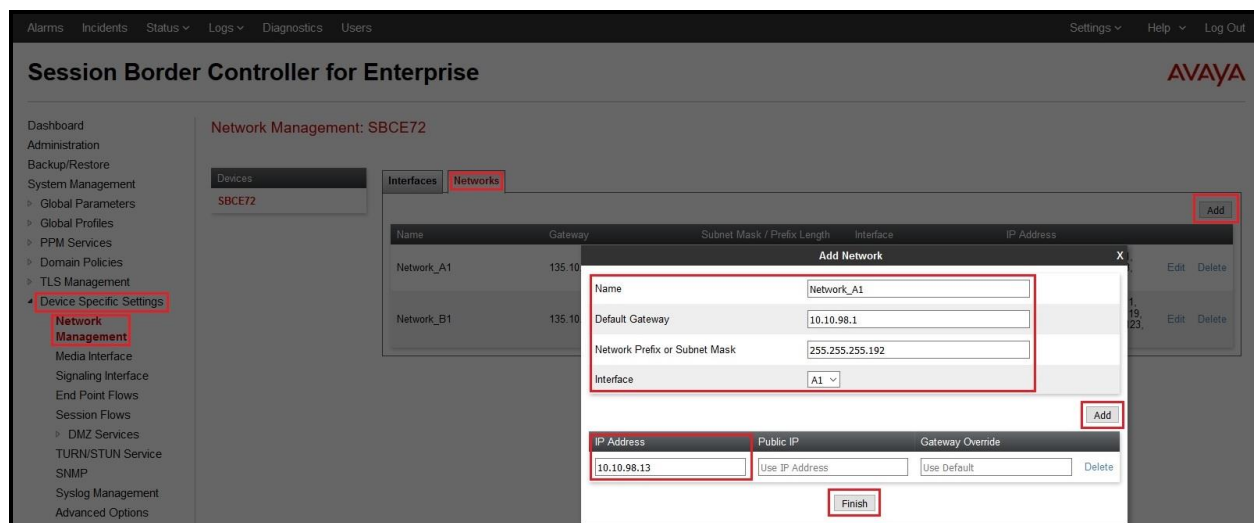 Alarms Incidents Status Logs Diagnostics Users Settings Help Log Out
Session Border Controller for Enterprise
AVAYA
Dashboard
Administration
Backup/Restore
System Management
Global Parameters
Global Profiles
PPM Services
Domain Policies
TLS Management
Device Specific Settings
Network
Management
Media Interface
Signaling Interface
End Point Flows
Session Flows
DMZ Services
TURN/STUN Service
SNMP
Syslog Management
Advanced Options
Network Management: SBCE72
Devices
SBCE72
Interfaces Networks
Add
Name Gateway Subnet Mask / Prefix Length Interface IP Address
Network_A1 135.10 Edit Delete
Network_B1 135.10 Edit Delete
1,
19,
23,
Add Network X
Name Network_A1
Default Gateway 10.10.98.1
Network Prefix or Subnet Mask 255.255.255.192
Interface A1
Add
IP Address Public IP Gateway Override
10.10.98.13 Use IP Address Use Default Delete
Finish